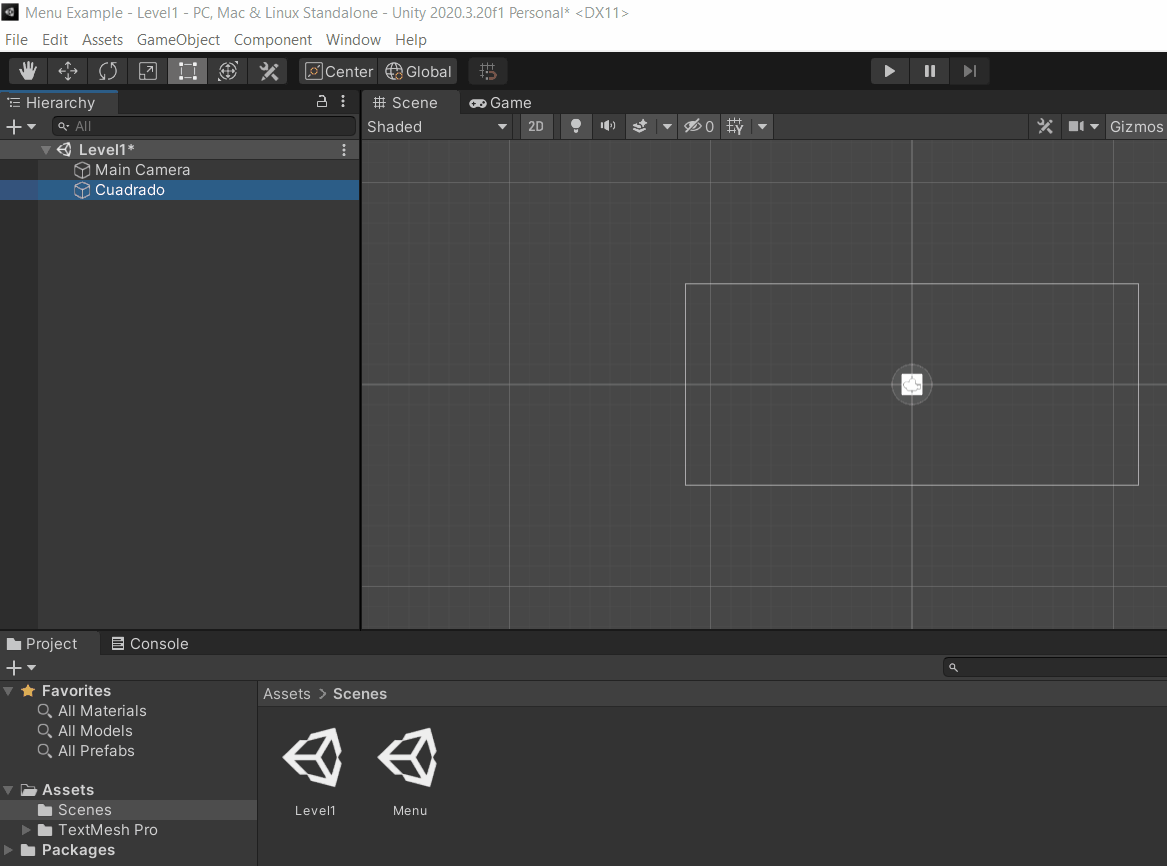 Menu Example - Level1 - PC, Mac & Linux Standalone - Unity 2020.3.20f1 Personal* <DX11>
File Edit Assets GameObject Component Window Help
Center Global
Hierarchy
All
Level1*
Main Camera
Cuadrado
Scene Game
Shaded 2D 0 Gizmos
Project Console
Favorites
All Materials
All Models
All Prefabs
Assets
Scenes
TextMesh Pro
Packages
Assets > Scenes
Level1 Menu